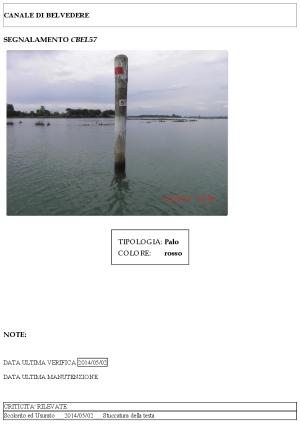 CANALE DI BELVEDERE
SEGNALAMENTO CBEL57
TIPOLOGIA: Palo
COLORE: rosso
NOTE:
DATA ULTIMA VERIFICA 2014/05/02
DATA ULTIMA MANUTENZIONE
CRITICITA' RILEVATE
Scolorito ed Usurato 2014/05/02 Stuccatura della testa